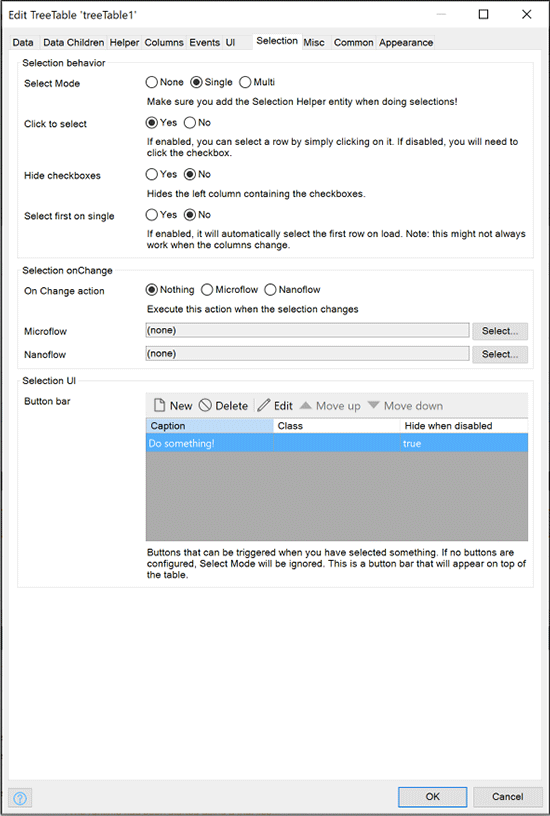 Edit TreeTable 'treeTable1'
Data Data Children Helper Columns Events UI Selection Misc Common Appearance
Selection behavior
Select Mode None Single Multi
Make sure you add the Selection Helper entity when doing selections!
Click to select Yes No
If enabled, you can select a row by simply clicking on it. If disabled, you will need to
click the checkbox.
Hide checkboxes Yes No
Hides the left column containing the checkboxes.
Select first on single Yes No
If enabled, it will automatically select the first row on load. Note: this might not always
work when the columns change.
Selection onChange
On Change action Nothing Microflow Nanoflow
Execute this action when the selection changes
Microflow (none) Select...
Nanoflow (none) Select...
Selection UI
Button bar New Delete Edit Move up Move down
Caption Class Hide when disabled
Do something! true
Buttons that can be triggered when you have selected something. If no buttons are
configured, Select Mode will be ignored. This is a button bar that will appear on top of
the table.
? OK Cancel